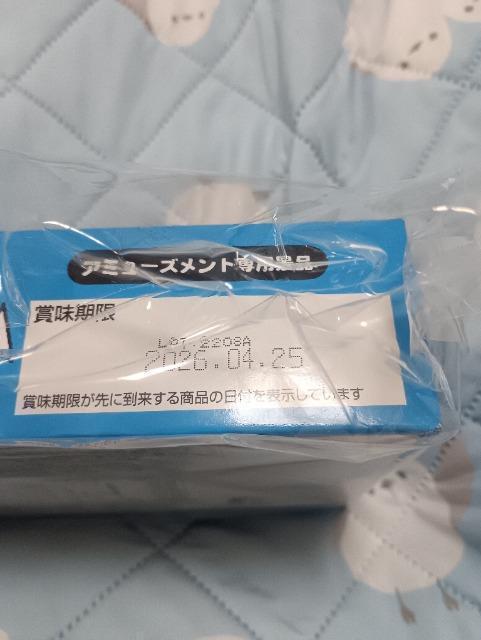 アミューズメント専用景品
賞味期限
LOT.2208A
2026.04.25
賞味期限が先に到来する商品の日付を表示しています